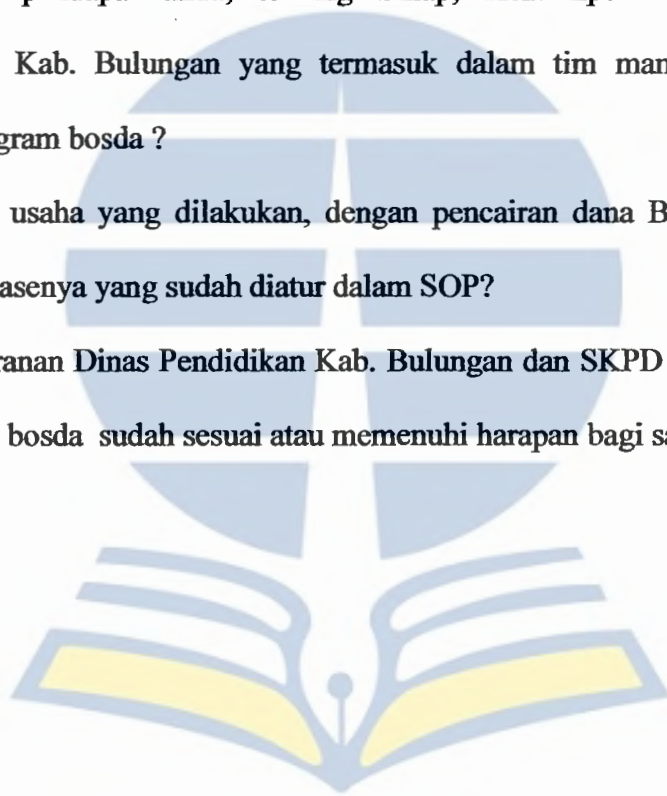 Kab. Bulungan yang termasuk dalam tim man
gram bosda ?
usaha yang dilakukan, dengan pencairan dana B
asenya yang sudah diatur dalam SOP?
ranan Dinas Pendidikan Kab. Bulungan dan SKPD
bosda sudah sesuai atau memenuhi harapan bagi sa